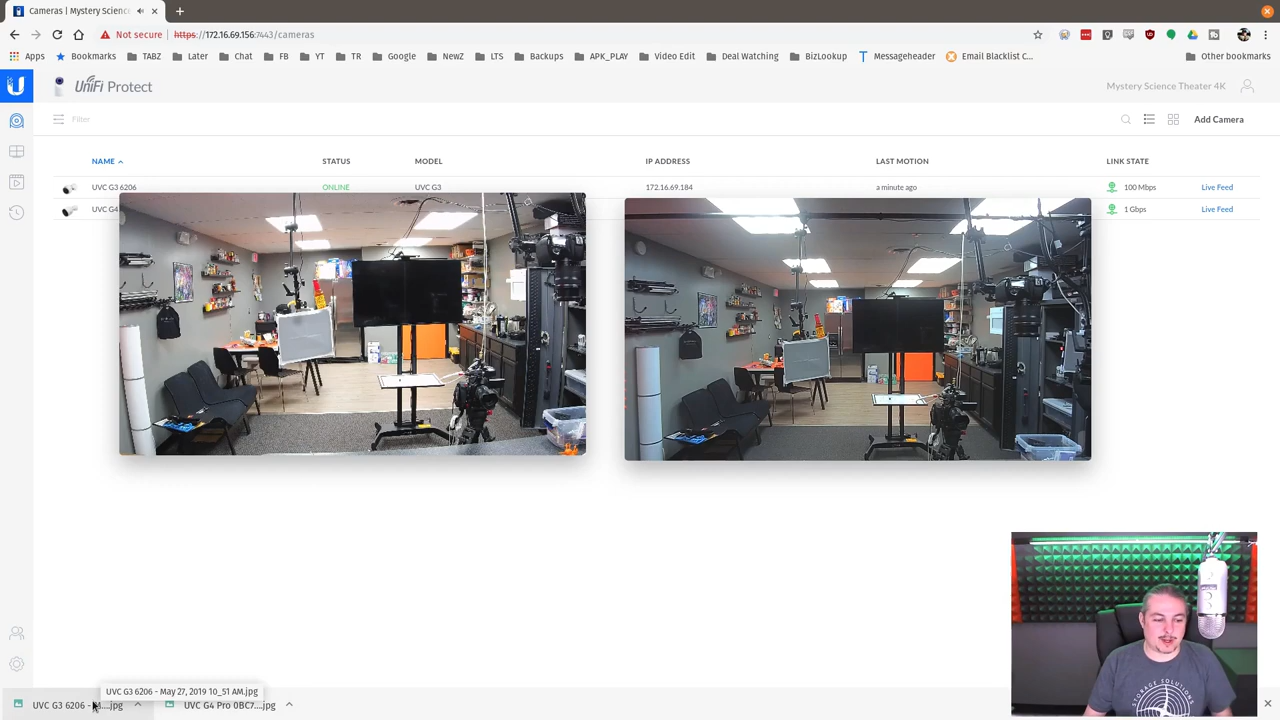 Cameras | Mystery Scienc
Not secure
https://172.16.69.156:7443/cameras
Apps
Bookmarks
TABZ
Later
Chat
FB
YT
TR
Google
NewZ
LTS
Backups
APK_PLAY
Video Edit
Deal Watching
BizLookup
Messageheader
Email Blacklist C...
Other bookmarks
UniFi Protect
Mystery Science Theater 4K
Filter
Add Camera
NAME
STATUS
MODEL
IP ADDRESS
LAST MOTION
LINK STATE
UVC G3 6206
ONLINE
UVC G3
172.16.69.184
a minute ago
100 Mbps
Live Feed
UVC G4
1 Gbps
Live Feed
STORAGE SOLUTIONS
UVC G3 6206 - May 27, 2019 10_51 AM.jpg
UVC G3 6206 - M....jpg
UVC G4 Pro 0BC7....jpg